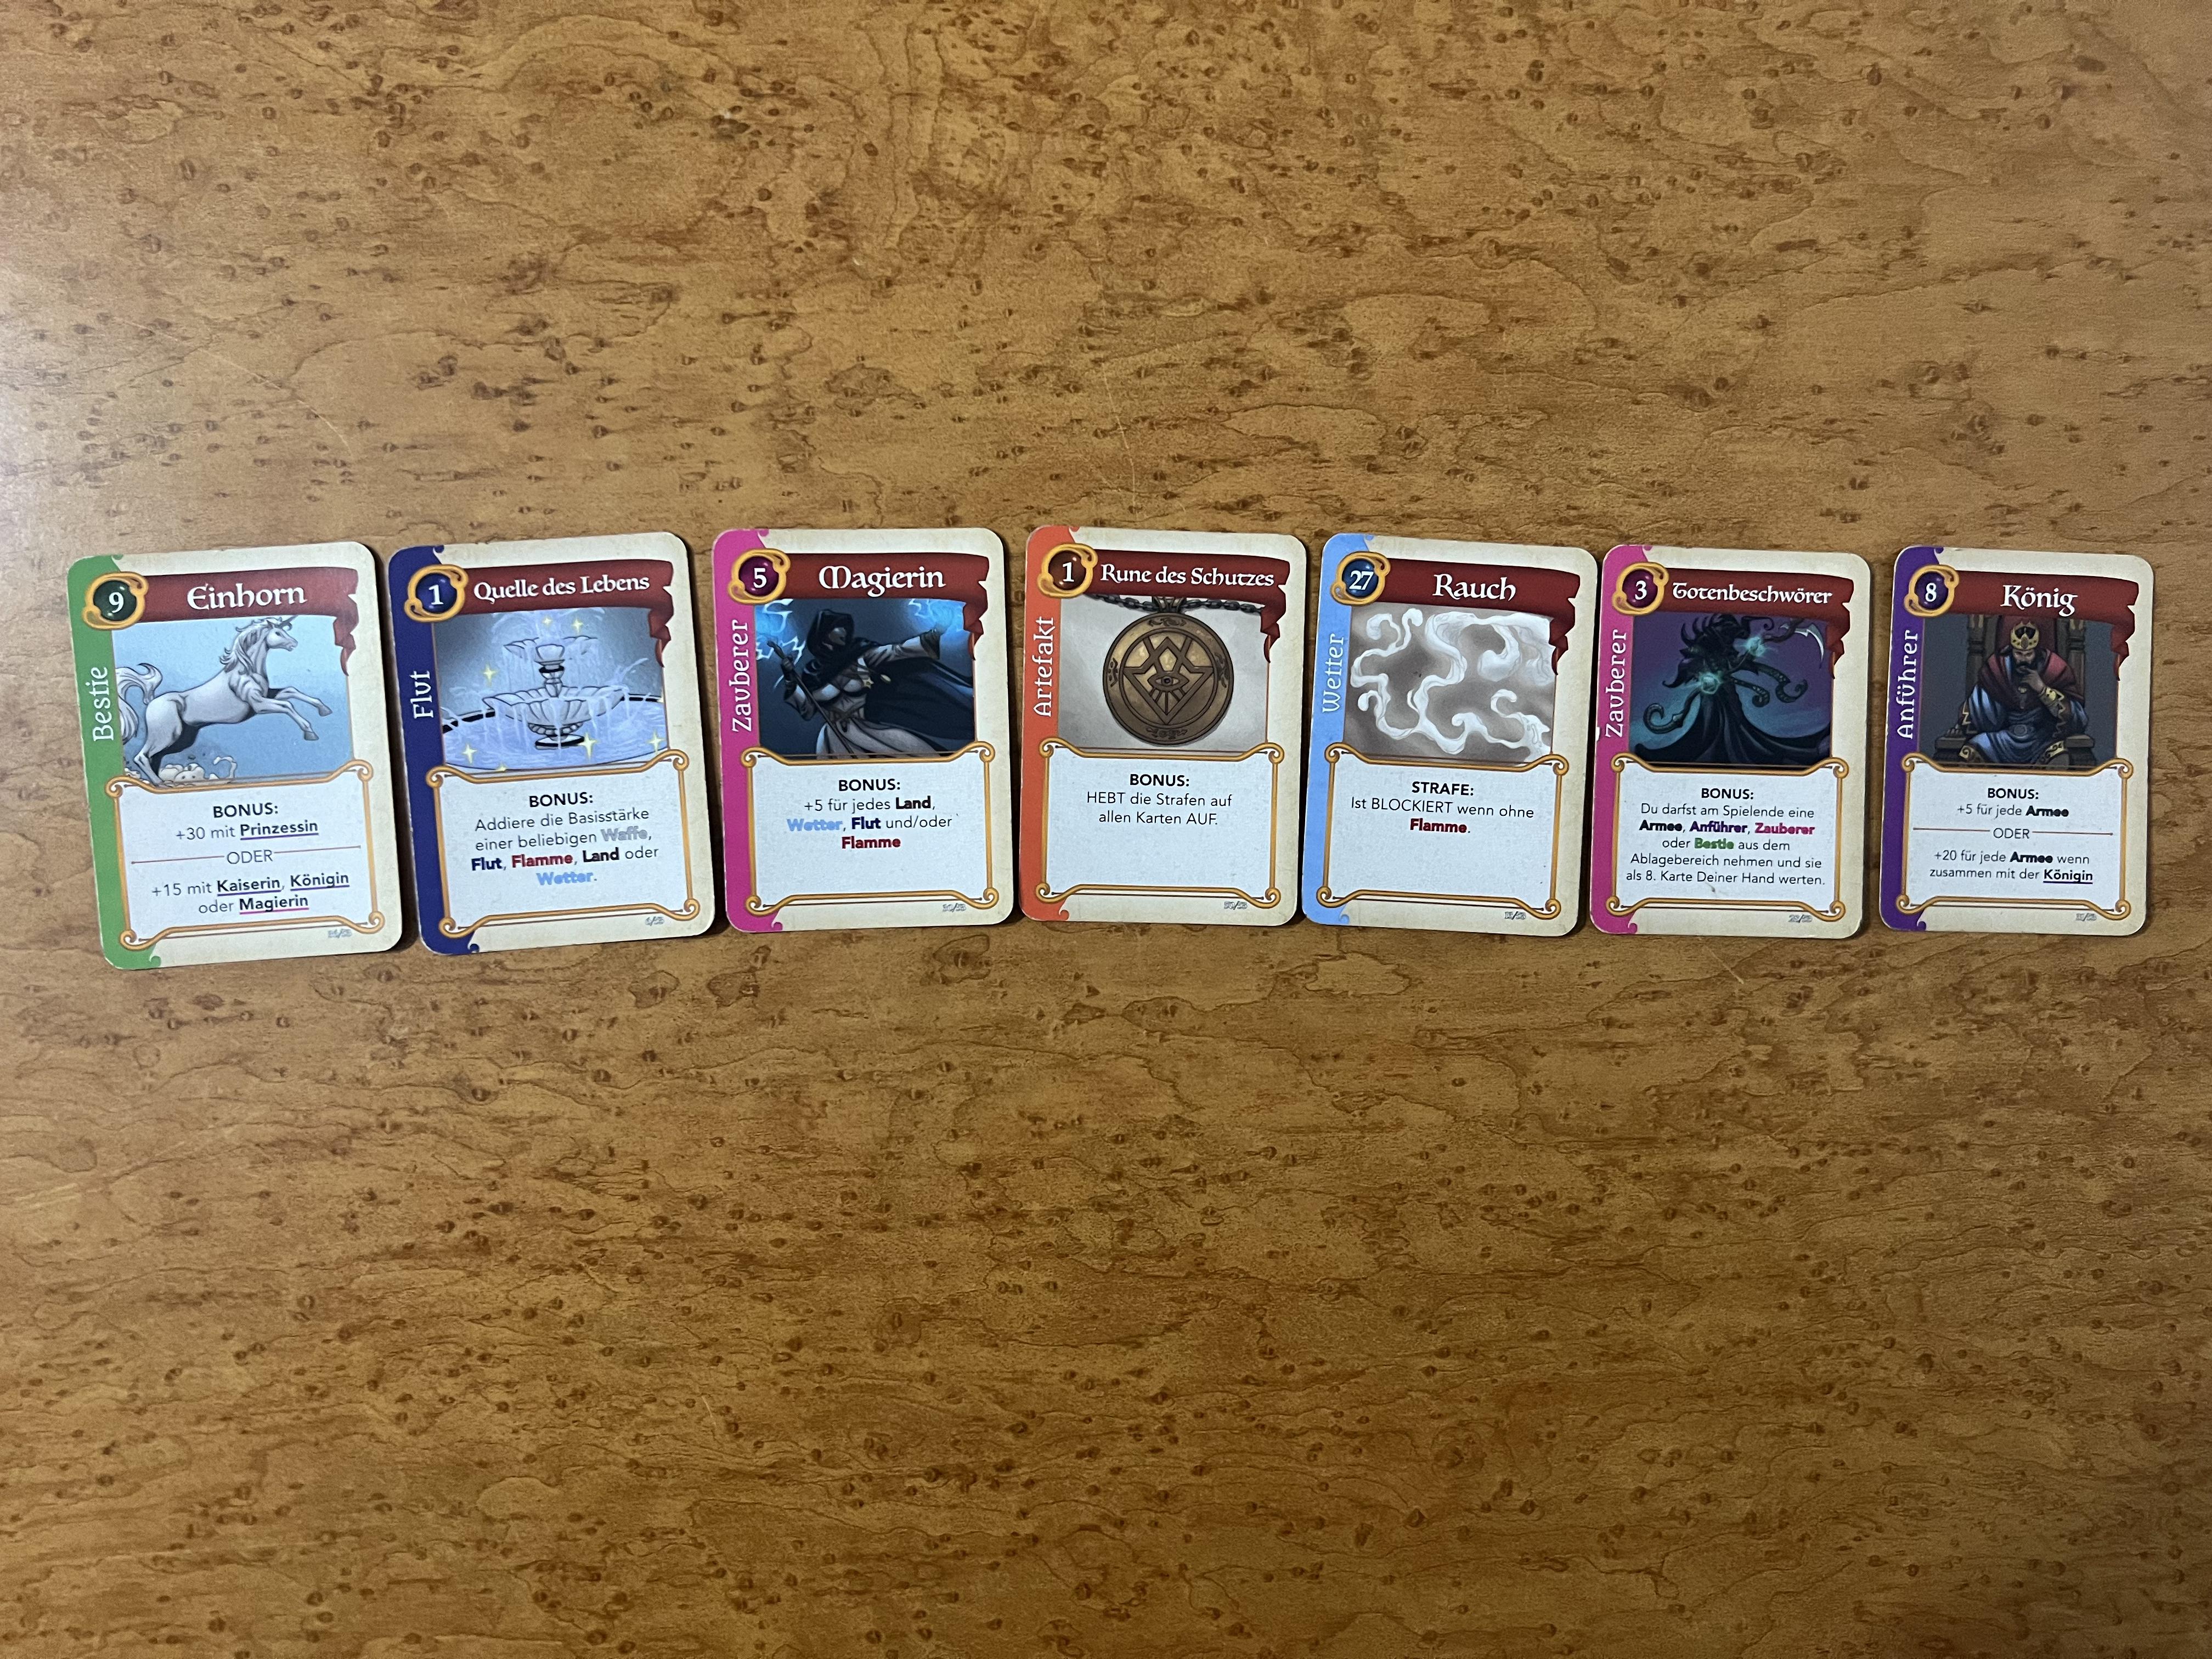 9
Einhorn
Bestie
BONUS:
+30 mit Prinzessin
ODER
+15 mit Kaiserin, Königin
oder Magierin
1
Quelle des Lebens
Flut
BONUS:
Addiere die Basisstärke
einer beliebigen Waffe,
Flut, Flamme, Land oder
Wetter.
5
Magierin
Zauberer
BONUS:
+5 für jedes Land,
Wetter, Flut und/oder
Flamme
1
Rune des Schutzes
Artefakt
BONUS:
HEBT die Strafen auf
allen Karten AUF.
27
Rauch
Wetter
STRAFE:
Ist BLOCKIERT wenn ohne
Flamme.
3
Totenbeschwörer
Zauberer
BONUS:
Du darfst am Spielende eine
Armee, Anführer, Zauberer
oder Bestie aus dem
Ablagebereich nehmen und sie
als 8. Karte Deiner Hand werten.
8
König
Anführer
BONUS:
+5 für jede Armee
ODER
+20 für jede Armee wenn
zusammen mit der Königin